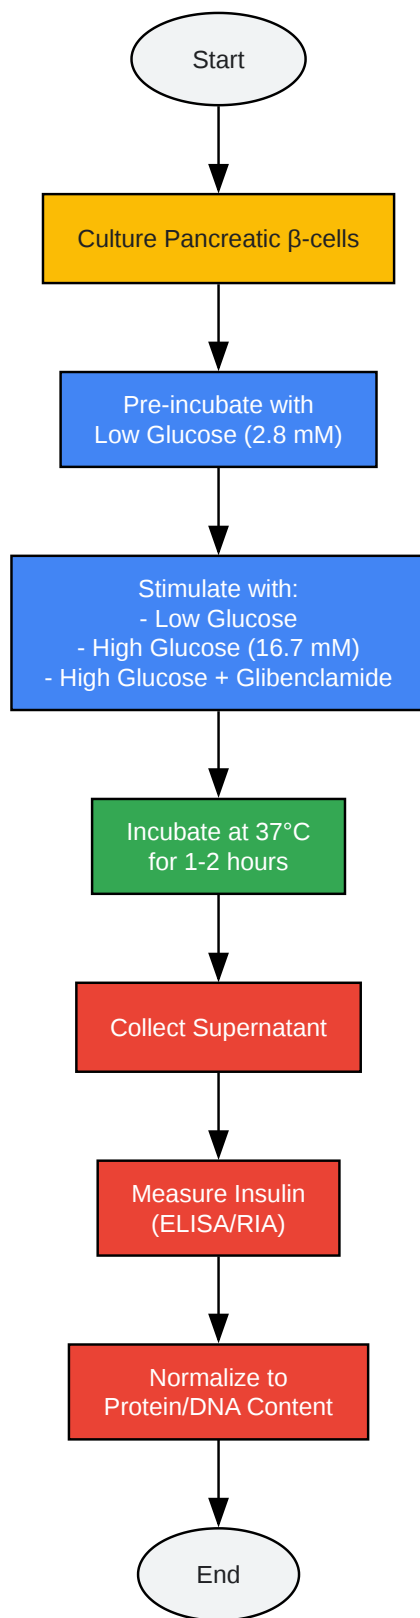 Start
Culture Pancreatic β-cells
Pre-incubate with
Low Glucose (2.8 mM)
Stimulate with:
- Low Glucose
- High Glucose (16.7 mM)
- High Glucose + Glibenclamide
Incubate at 37°C
for 1-2 hours
Collect Supernatant
Measure Insulin
(ELISA/RIA)
Normalize to
Protein/DNA Content
End